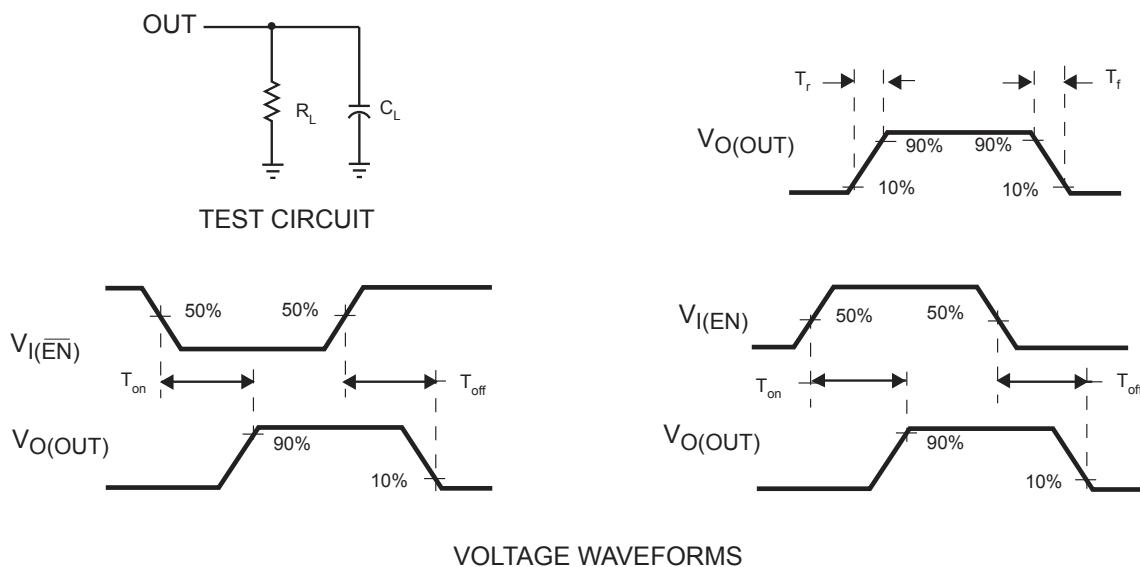 OUT
R_L
C_L
TEST CIRCUIT
T_r
T_f
V_O(OUT)
90%
90%
10%
10%
V_I(E̅N̅)
50%
50%
T_on
T_off
V_O(OUT)
90%
10%
V_I(EN)
50%
50%
T_on
T_off
V_O(OUT)
90%
10%
VOLTAGE WAVEFORMS